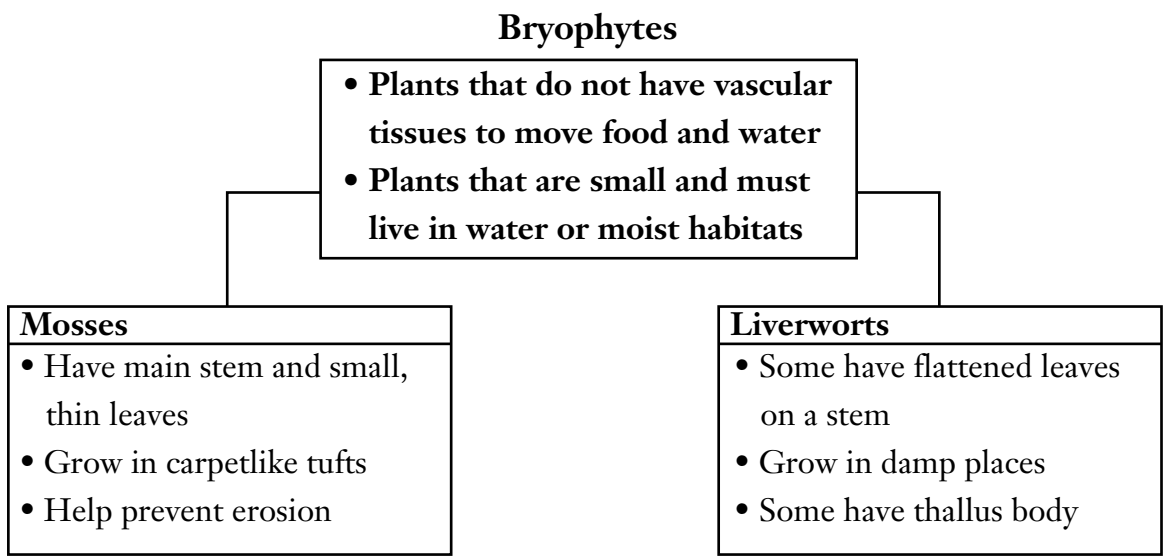 Bryophytes
• Plants that do not have vascular
tissues to move food and water
• Plants that are small and must
live in water or moist habitats
Mosses
• Have main stem and small,
thin leaves
• Grow in carpetlike tufts
• Help prevent erosion
Liverworts
• Some have flattened leaves
on a stem
• Grow in damp places
• Some have thallus body